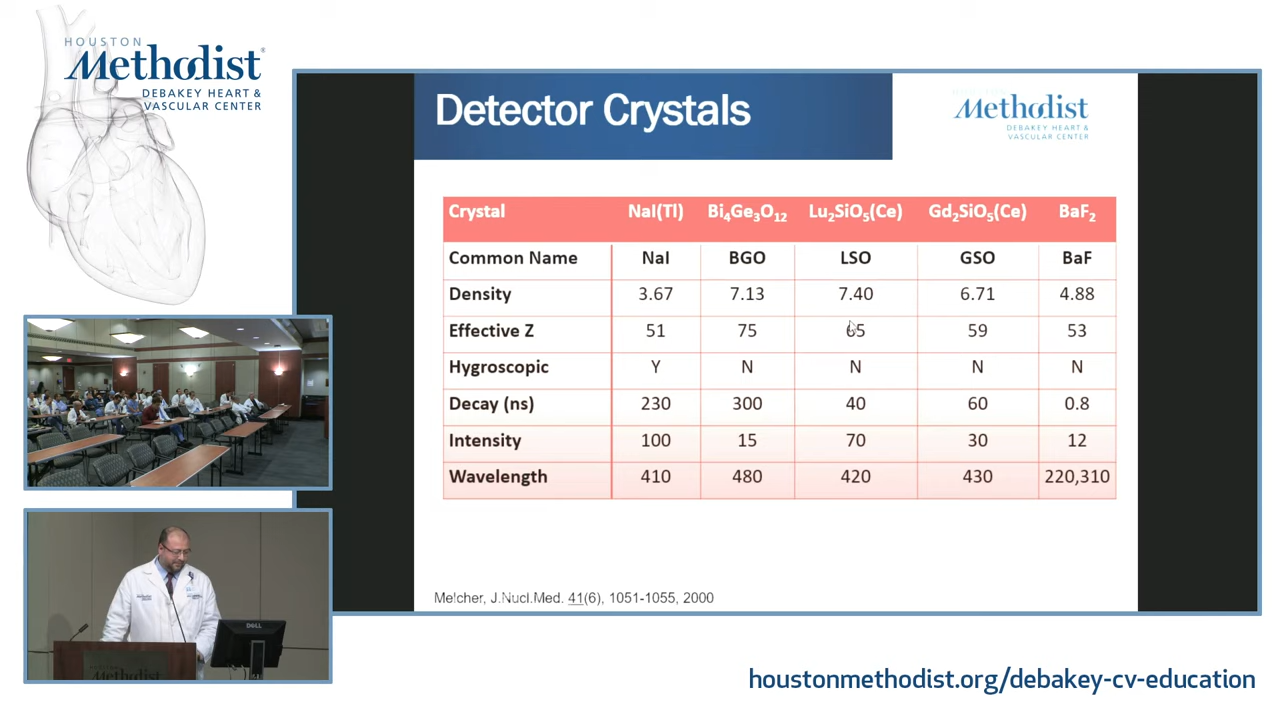 HOUSTON
Methodist®
DEBAKEY HEART &
VASCULAR CENTER
Detector Crystals
Methodist
DEBAKEY HEART &
VASCULAR CENTER
Crystal NaI(Tl) Bi4Ge3O12 Lu2SiO5(Ce) Gd2SiO5(Ce) BaF2
Common Name NaI BGO LSO GSO BaF
Density 3.67 7.13 7.40 6.71 4.88
Effective Z 51 75 65 59 53
Hygroscopic Y N N N N
Decay (ns) 230 300 40 60 0.8
Intensity 100 15 70 30 12
Wavelength 410 480 420 430 220,310
Melcher, J.Nucl.Med. 41(6), 1051-1055, 2000
DELL
Methodist
houstonmethodist.org/debakey-cv-education